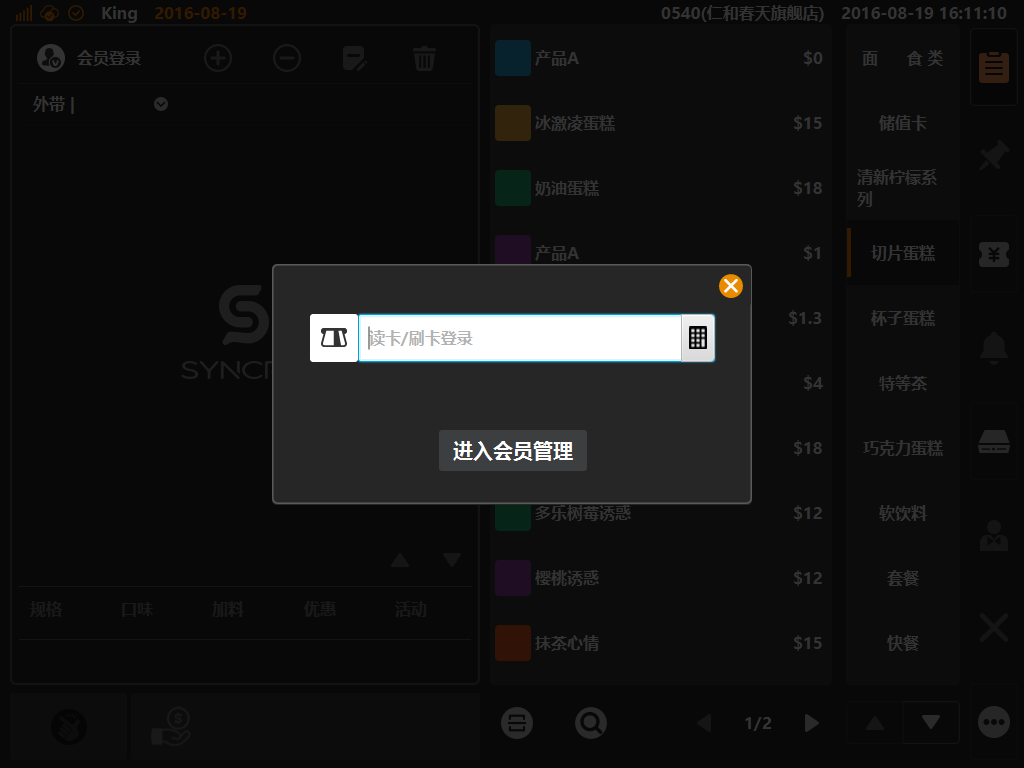 King 2016-08-19 0540(仁和春天旗舰店) 2016-08-19 16:11:10
会员登录
外带 |
SYNC
规格 口味 加料 优惠 活动
产品A $0
冰激凌蛋糕 $15
奶油蛋糕 $18
产品A $1
$1.3
$4
$18
多乐树莓诱惑 $12
樱桃诱惑 $12
抹茶心情 $15
1/2
面 食 类
储值卡
清新柠檬系
列
切片蛋糕
杯子蛋糕
特等茶
巧克力蛋糕
软饮料
套餐
快餐
读卡/刷卡登录
进入会员管理